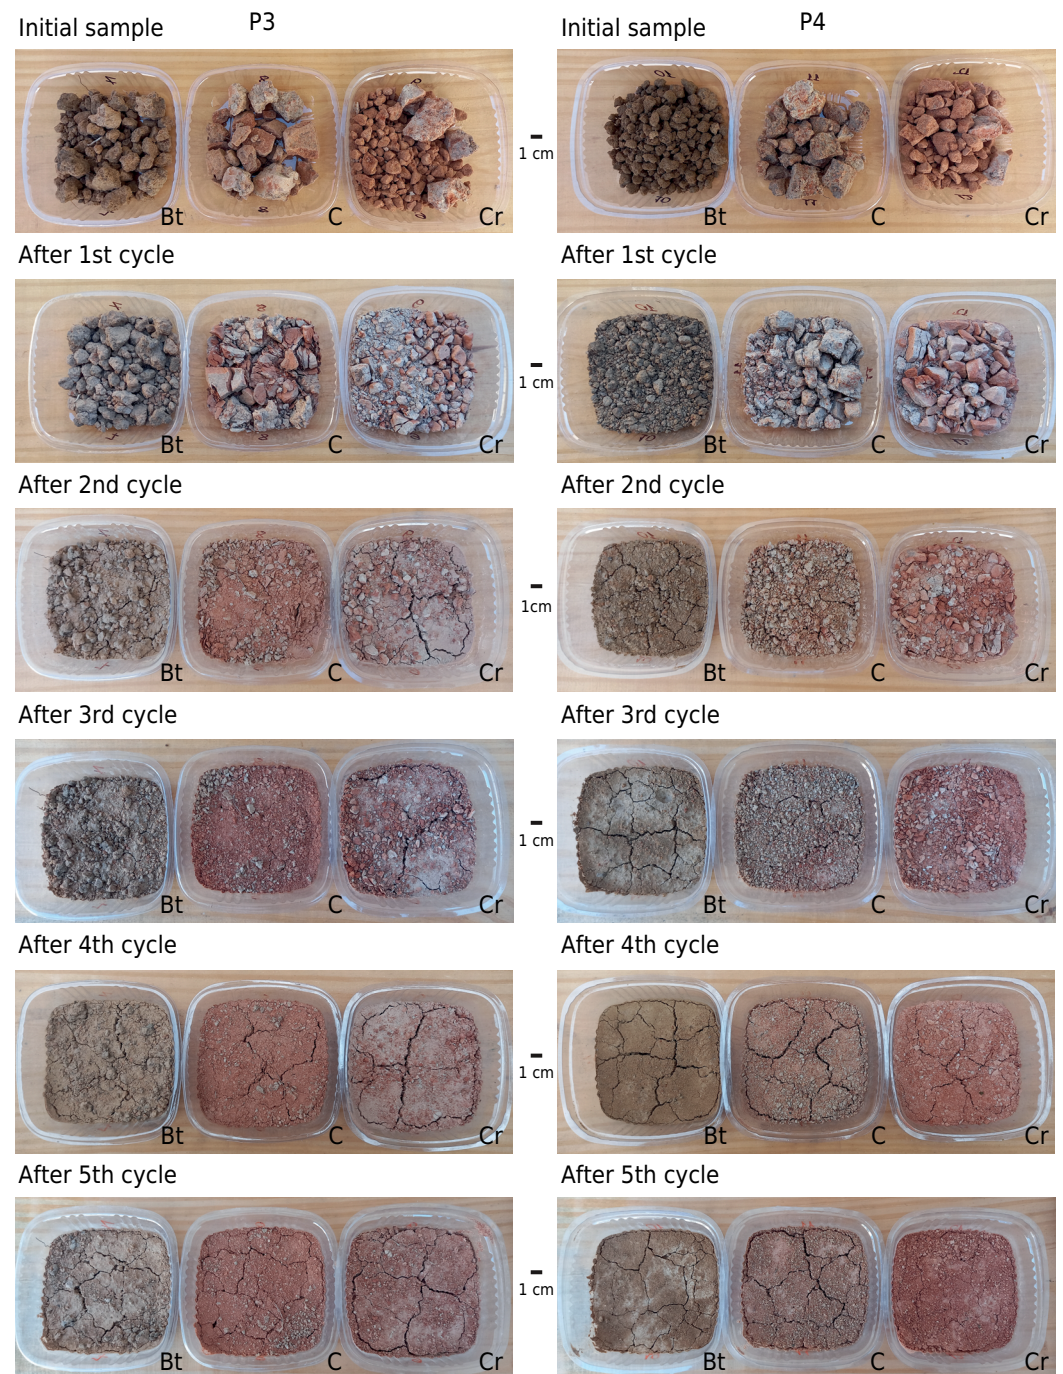 P3
P4
Initial sample
Initial sample
Bt
C
Cr
1 cm
Bt
C
Cr
After 1st cycle
After 1st cycle
Bt
C
Cr
1 cm
Bt
C
Cr
After 2nd cycle
After 2nd cycle
Bt
C
Cr
1cm
Bt
C
Cr
After 3rd cycle
After 3rd cycle
Bt
C
Cr
1 cm
Bt
C
Cr
After 4th cycle
After 4th cycle
Bt
C
Cr
1 cm
Bt
C
Cr
After 5th cycle
After 5th cycle
Bt
C
Cr
1 cm
Bt
C
Cr